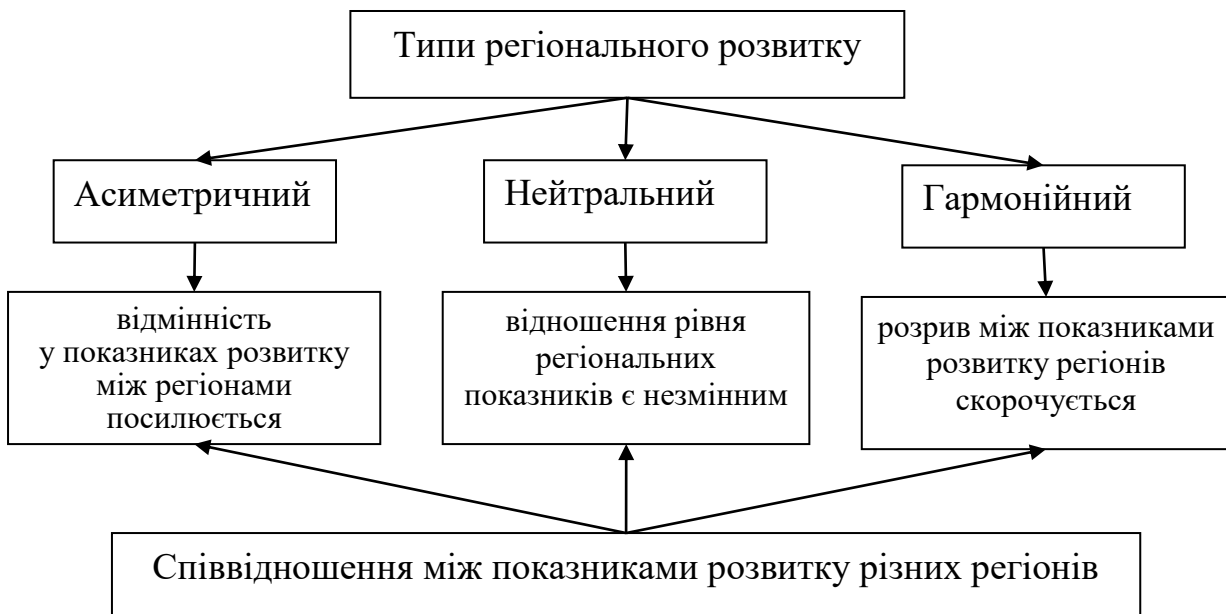 Типи регіонального розвитку
Асиметричний
Нейтральний
Гармонійний
відмінність
у показниках розвитку
між регіонами
посилюється
відношення рівня
регіональних
показників є незмінним
розрив між показниками
розвитку регіонів
скорочується
Співвідношення між показниками розвитку різних регіонів